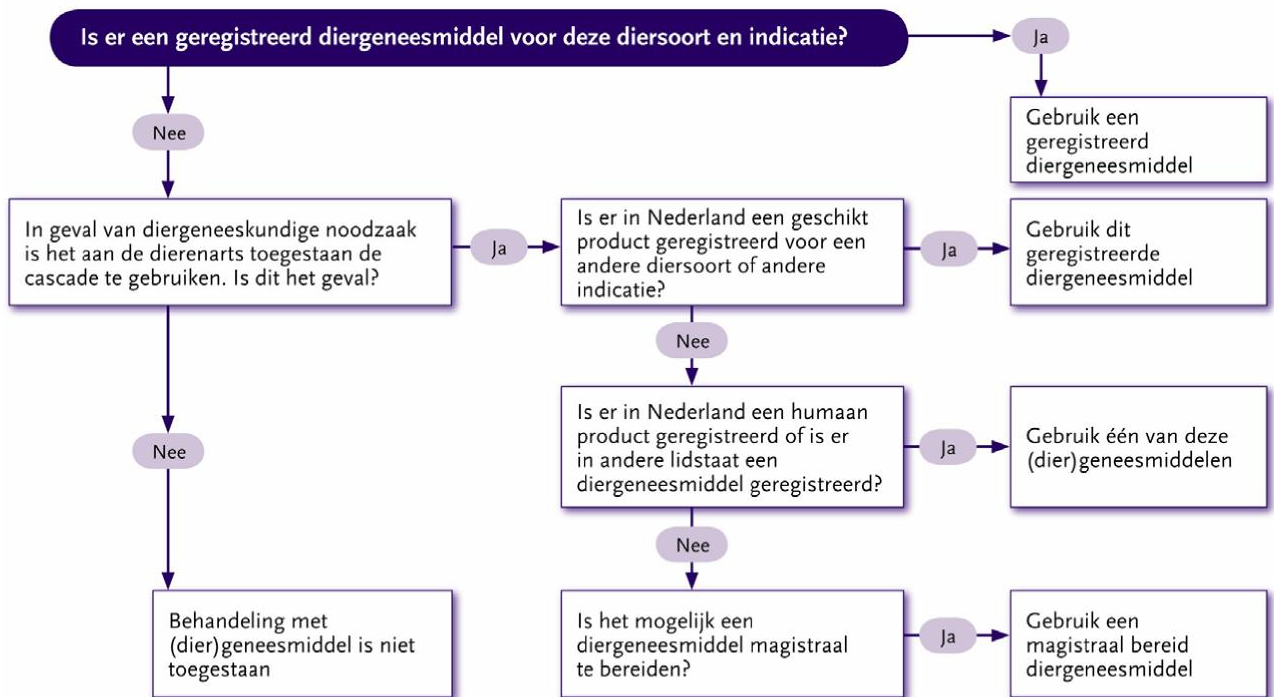 Is er een geregistreerd diergeneesmiddel voor deze diersoort en indicatie?
Ja
Gebruik een
geregistreerd
diergeneesmiddel
Nee
In geval van diergeneeskundige noodzaak
is het aan de dierenarts toegestaan de
cascade te gebruiken. Is dit het geval?
Ja
Is er in Nederland een geschikt
product geregistreerd voor een
andere diersoort of andere
indicatie?
Ja
Gebruik dit
geregistreerde
diergeneesmiddel
Nee
Is er in Nederland een humaan
product geregistreerd of is er
in andere lidstaat een
diergeneesmiddel geregistreerd?
Ja
Gebruik één van deze
(dier)geneesmiddelen
Nee
Nee
Behandeling met
(dier)geneesmiddel is niet
toegestaan
Is het mogelijk een
diergeneesmiddel magistraal
te bereiden?
Ja
Gebruik een
magistraal bereid
diergeneesmiddel